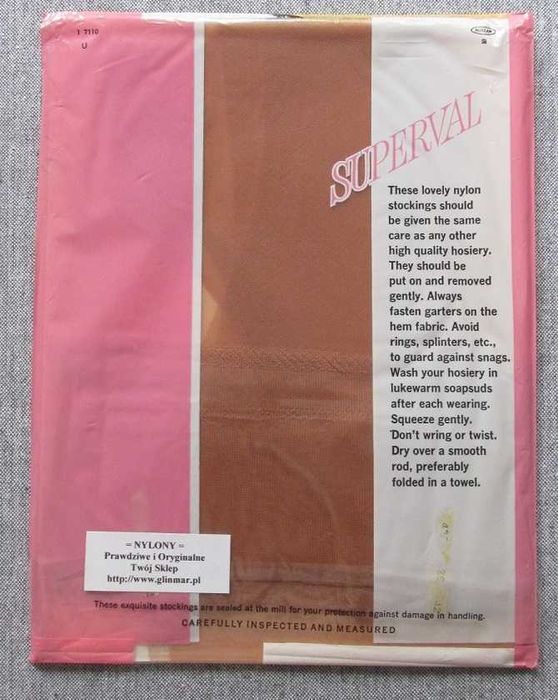 1 2110
U
SUPERVAL
These lovely nylon
stockings should
be given the same
care as any other
high quality hosiery.
They should be
put on and removed
gently. Always
fasten garters on the
hem fabric. Avoid
rings, splinters, etc.,
to guard against snags.
Wash your hosiery in
lukewarm soapsuds
after each wearing.
Squeeze gently.
Don't wring or twist.
Dry over a smooth
rod, preferably
folded in a towel.
= NYLONY =
Prawdziwe i Oryginalne
Twój Sklep
http://www.glinmar.pl
These exquisite stockings are sealed at the mill for your protection against damage in handling.
CAREFULLY INSPECTED AND MEASURED